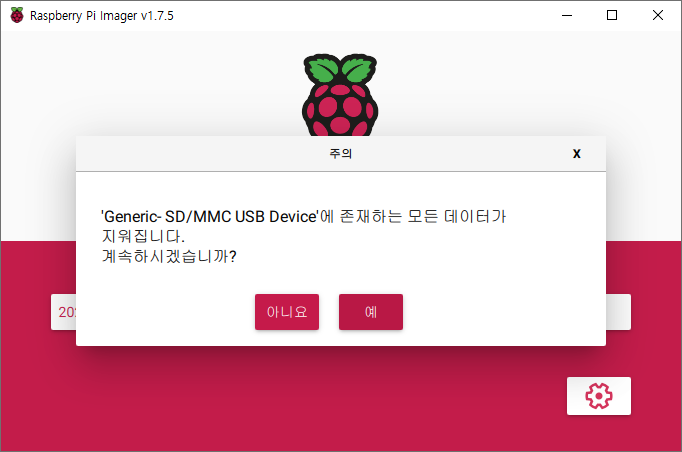 Raspberry Pi Imager v1.7.5
주의
X
'Generic- SD/MMC USB Device'에 존재하는 모든 데이터가
지워집니다.
계속하시겠습니까?
아니요
예